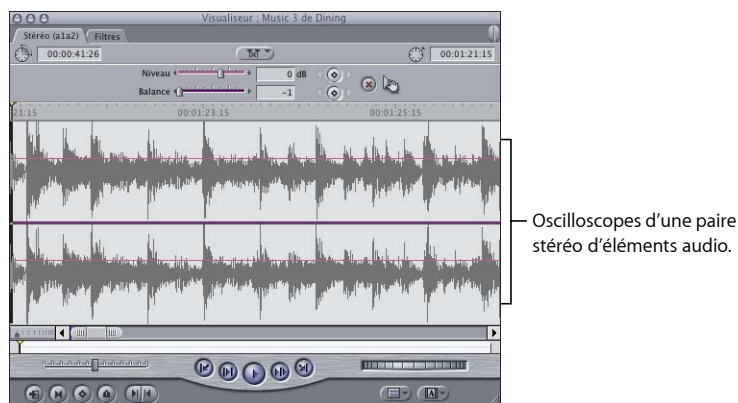 Visualiseur : Music 3 de Dining
Stéréo (a1a2) Filtres
00:00:41:26 00:01:21:15
Niveau 0 dB
Balance -1
21:15 00:01:23:15 00:01:25:15
Oscilloscopes d'une paire
stéréo d'éléments audio.
A